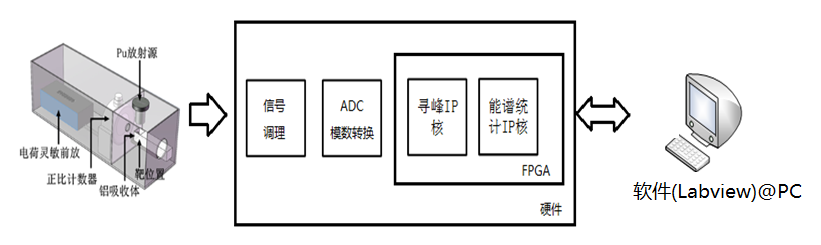 Pu放射源
电荷灵敏前放
正比计数器
铝吸收体
靶位置
信号
调理
ADC
模数转换
寻峰IP
核
能谱统
计IP核
FPGA
硬件
软件(Labview)@PC